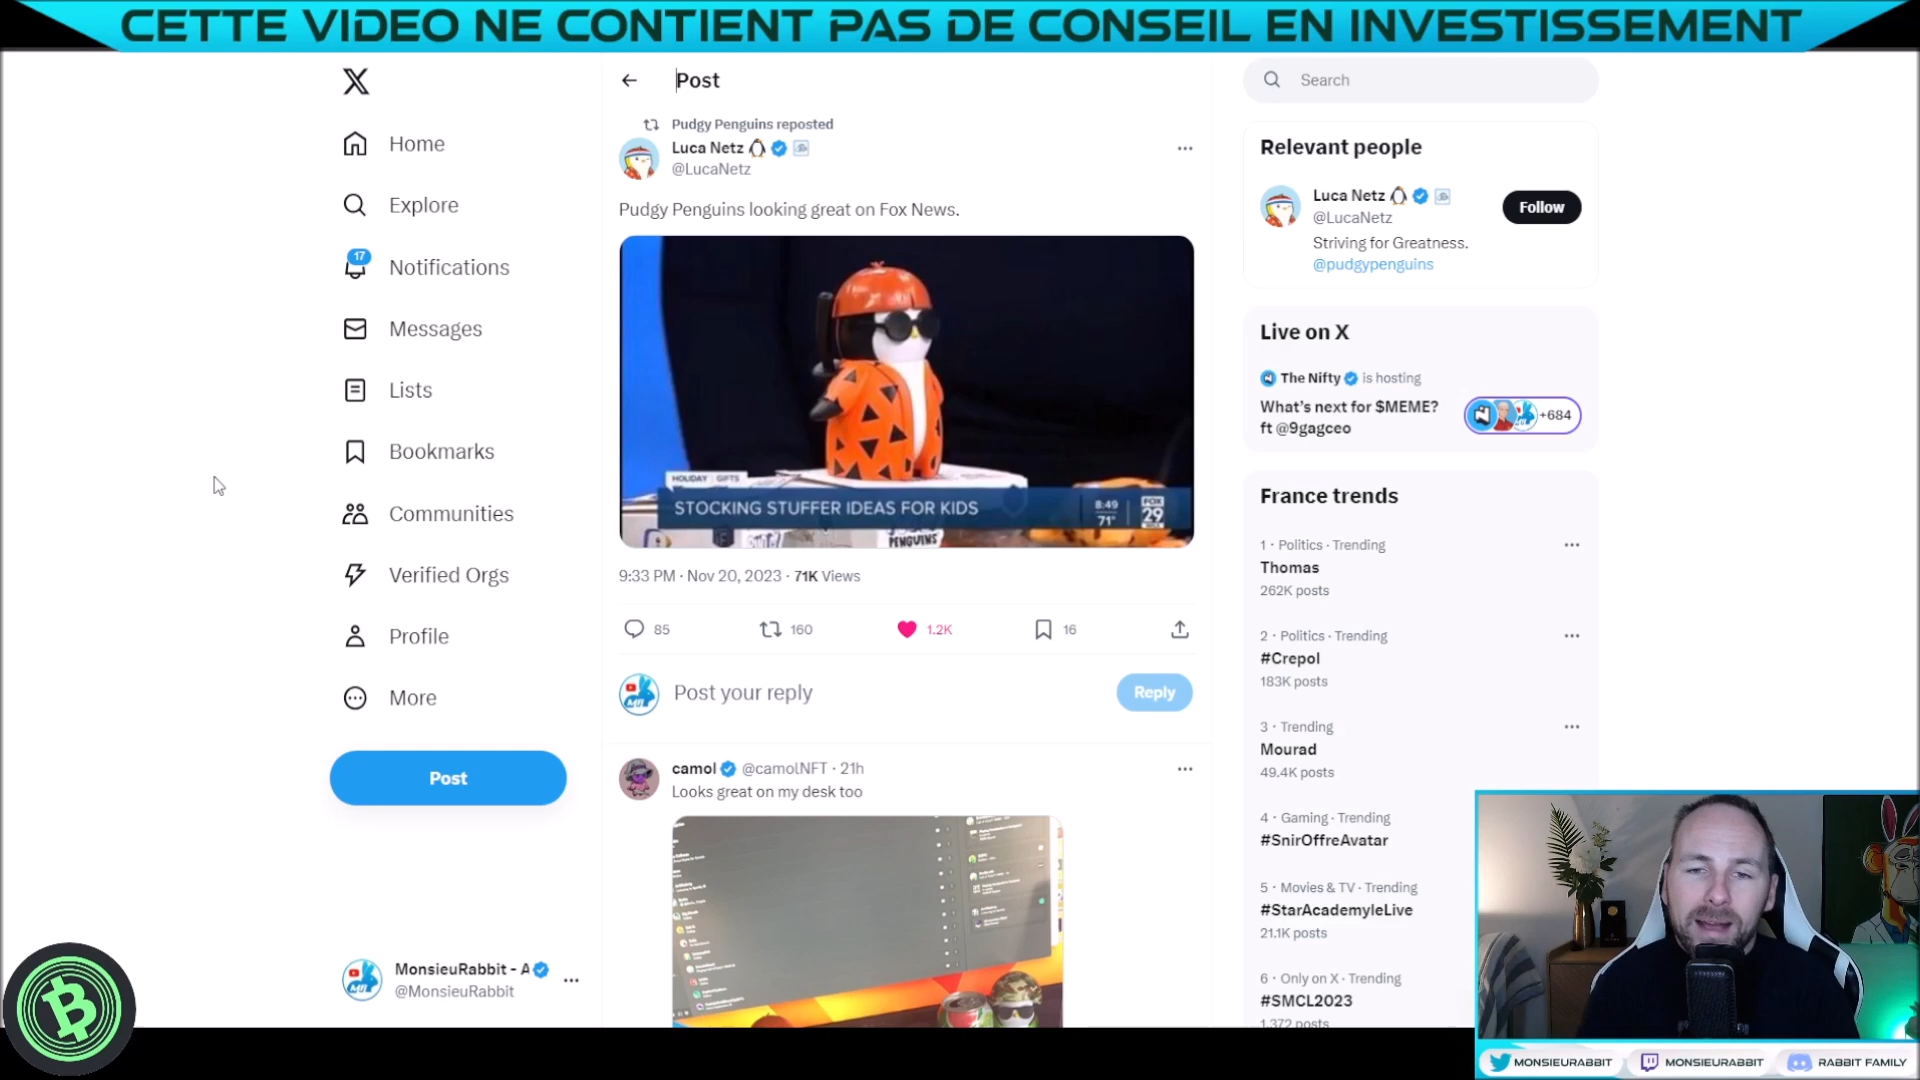 CETTE VIDEO NE CONTIENT PAS DE CONSEIL EN INVESTISSEMENT
Home
Explore
17
Notifications
Messages
Lists
Bookmarks
Communities
Verified Orgs
Profile
More
Post
MonsieuRabbit - A
@MonsieuRabbit
Post
Pudgy Penguins reposted
Luca Netz
@LucaNetz
Pudgy Penguins looking great on Fox News.
HOLIDAY GIFTS
STOCKING STUFFER IDEAS FOR KIDS
8:49
71°
FOX
29
PENGUINS
9:33 PM · Nov 20, 2023 · 71K Views
85
160
1.2K
16
Post your reply
Reply
camol @camolNFT · 21h
Looks great on my desk too
Search
Relevant people
Luca Netz
@LucaNetz
Follow
Striving for Greatness.
@pudgypenguins
Live on X
The Nifty is hosting
What's next for $MEME?
ft @9gagceo
+684
France trends
1 · Politics · Trending
Thomas
262K posts
2 · Politics · Trending
#Crepol
183K posts
3 · Trending
Mourad
49.4K posts
4 · Gaming · Trending
#SnirOffreAvatar
5 · Movies & TV · Trending
#StarAcademyleLive
21.1K posts
6 · Only on X · Trending
#SMCL2023
1,372 posts
MONSIEURABBIT
MONSIEURABBIT
RABBIT FAMILY